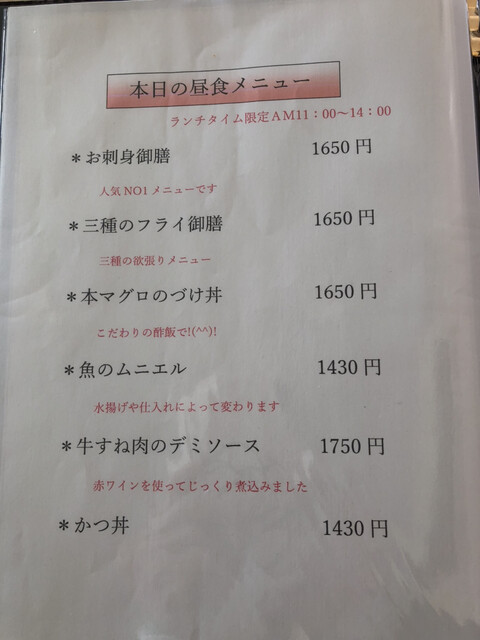 本日の昼食メニュー
ランチタイム限定AM11：00〜14：00
＊お刺身御膳 1650円
人気NO1メニューです
＊三種のフライ御膳 1650円
三種の欲張りメニュー
＊本マグロのづけ丼 1650円
こだわりの酢飯で!(^^)!
＊魚のムニエル 1430円
水揚げや仕入れによって変わります
＊牛すね肉のデミソース 1750円
赤ワインを使ってじっくり煮込みました
＊かつ丼 1430円